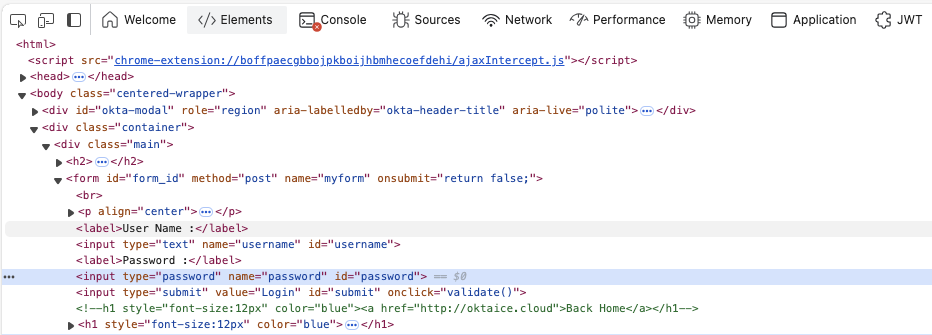 Welcome Elements Console Sources Network Performance Memory Application JWT
<html>
<script src="chrome-extension://boffpaecgbbojpkboijhbmhecoefdehi/ajaxIntercept.js"></script>
<head> ••• </head>
<body class="centered-wrapper">
<div id="okta-modal" role="region" aria-labelledby="okta-header-title" aria-live="polite"> ••• </div>
<div class="container">
<div class="main">
<h2> ••• </h2>
<form id="form_id" method="post" name="myform" onsubmit="return false;">
<br>
<p align="center"> ••• </p>
<label>User Name :</label>
<input type="text" name="username" id="username">
<label>Password :</label>
••• <input type="password" name="password" id="password"> == $0
<input type="submit" value="Login" id="submit" onclick="validate()">
<!--h1 style="font-size:12px" color="blue"><a href="http://oktaice.cloud">Back Home</a></h1-->
<h1 style="font-size:12px" color="blue"> ••• </h1>